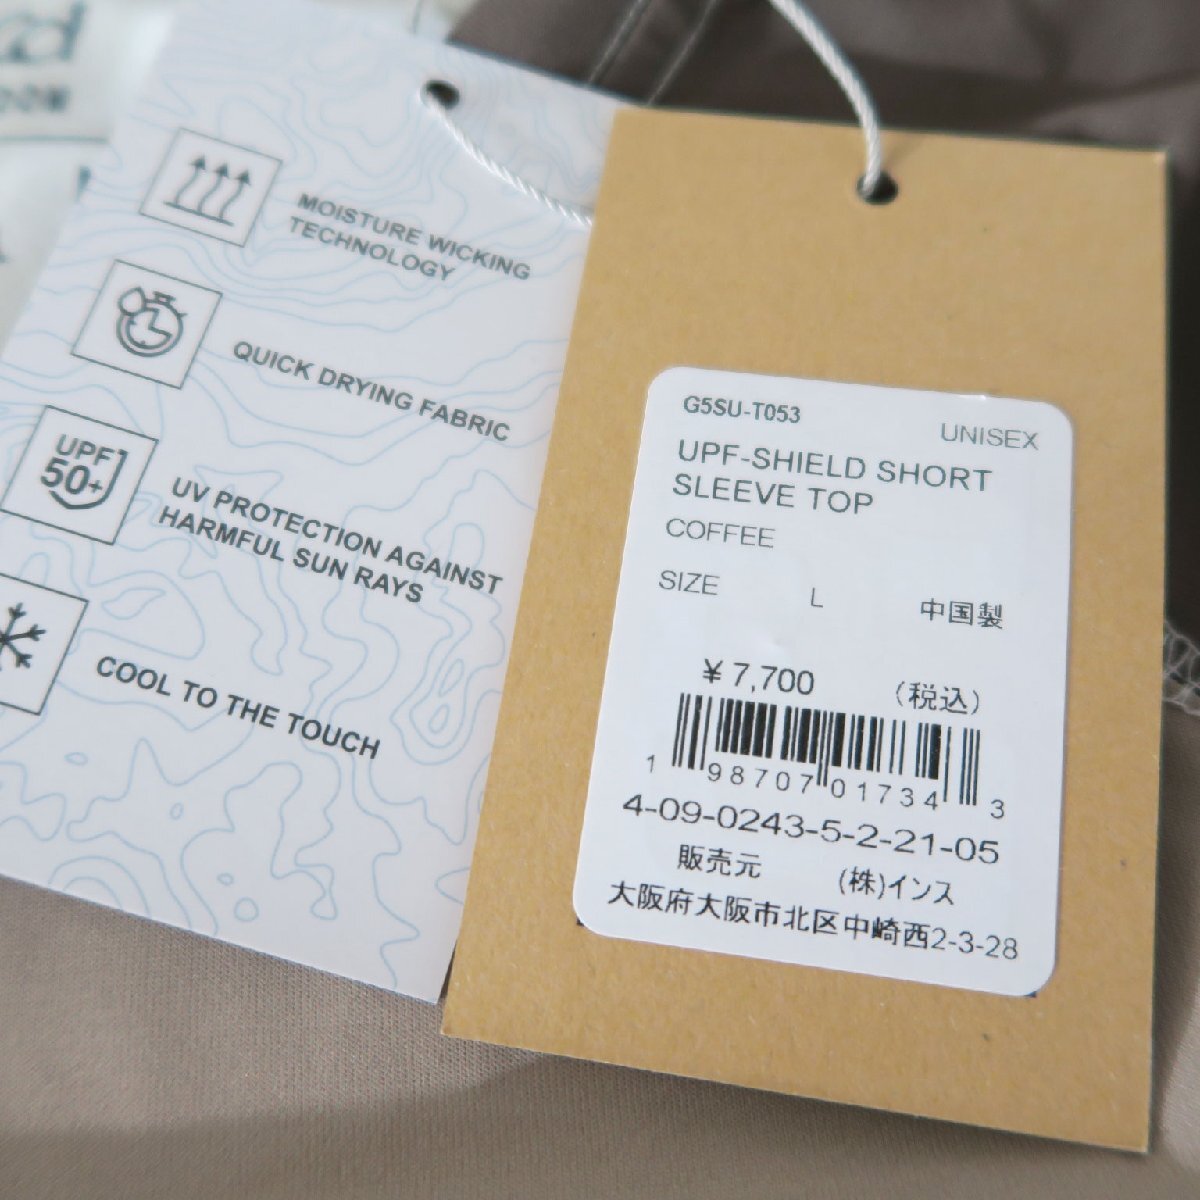 MOISTURE WICKING
TECHNOLOGY
QUICK DRYING FABRIC
UPF
50+
UV PROTECTION AGAINST
HARMFUL SUN RAYS
COOL TO THE TOUCH
G5SU-T053
UNISEX
UPF-SHIELD SHORT
SLEEVE TOP
COFFEE
SIZE L 中国製
¥7,700 (税込)
1 98707 01734 3
4-09-0243-5-2-21-05
販売元 (株)インス
大阪府大阪市北区中崎西2-3-28